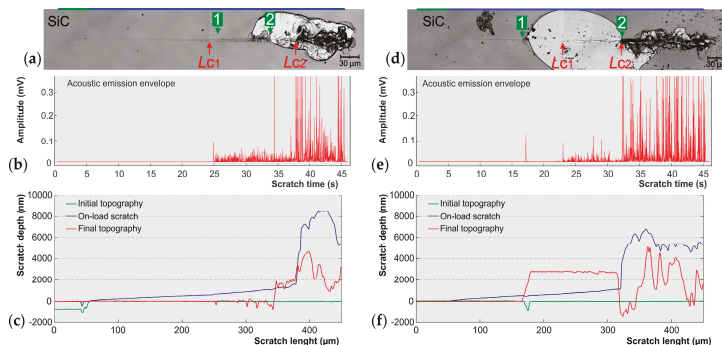 SiC
1
2
(a)
Lc1
Lc2
30 μm
Acoustic emission envelope
Amplitude (mV)
0.3
0.1
0
0 5 10 15 20 25 30 35 40 45
(b)
Scratch time (s)
Initial topography
On-load scratch
Final topography
Scratch depth (nm)
10000
8000
6000
4000
2000
0
-2000
0 100 200 300 400
(c)
Scratch lenght (μm)
SiC
1
2
(d)
Lc1
Lc2
30 μm
Acoustic emission envelope
Amplitude (mV)
0.3
0.1
0
0 5 10 15 20 25 30 35 40 45
(e)
Scratch time (s)
Initial topography
On-load scratch
Final topography
Scratch depth (nm)
10000
8000
6000
4000
2000
0
-2000
0 100 200 300 400
(f)
Scratch lenght (μm)